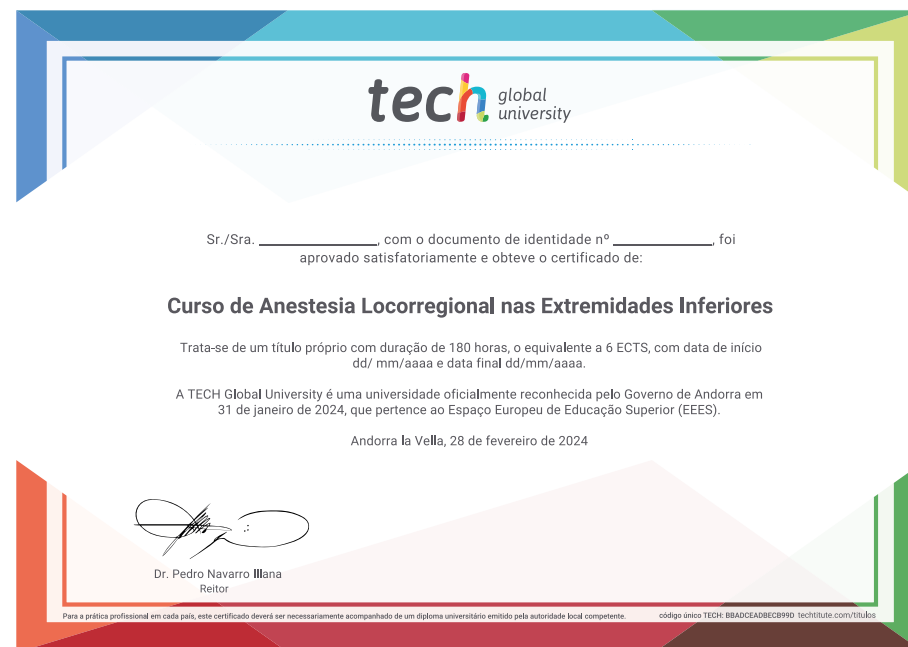 tech global university
Sr./Sra. ________________, com o documento de identidade nº ______________, foi
aprovado satisfatoriamente e obteve o certificado de:
Curso de Anestesia Locorregional nas Extremidades Inferiores
Trata-se de um título próprio com duração de 180 horas, o equivalente a 6 ECTS, com data de início
dd/ mm/aaaa e data final dd/mm/aaaa.
A TECH Global University é uma universidade oficialmente reconhecida pelo Governo de Andorra em
31 de janeiro de 2024, que pertence ao Espaço Europeu de Educação Superior (EEES).
Andorra la Vella, 28 de fevereiro de 2024
Dr. Pedro Navarro Illana
Reitor
Para a prática profissional em cada país, este certificado deverá ser necessariamente acompanhado de um diploma universitário emitido pela autoridade local competente. código único TECH: BBADCEADBECB99D techtitute.com/titulos